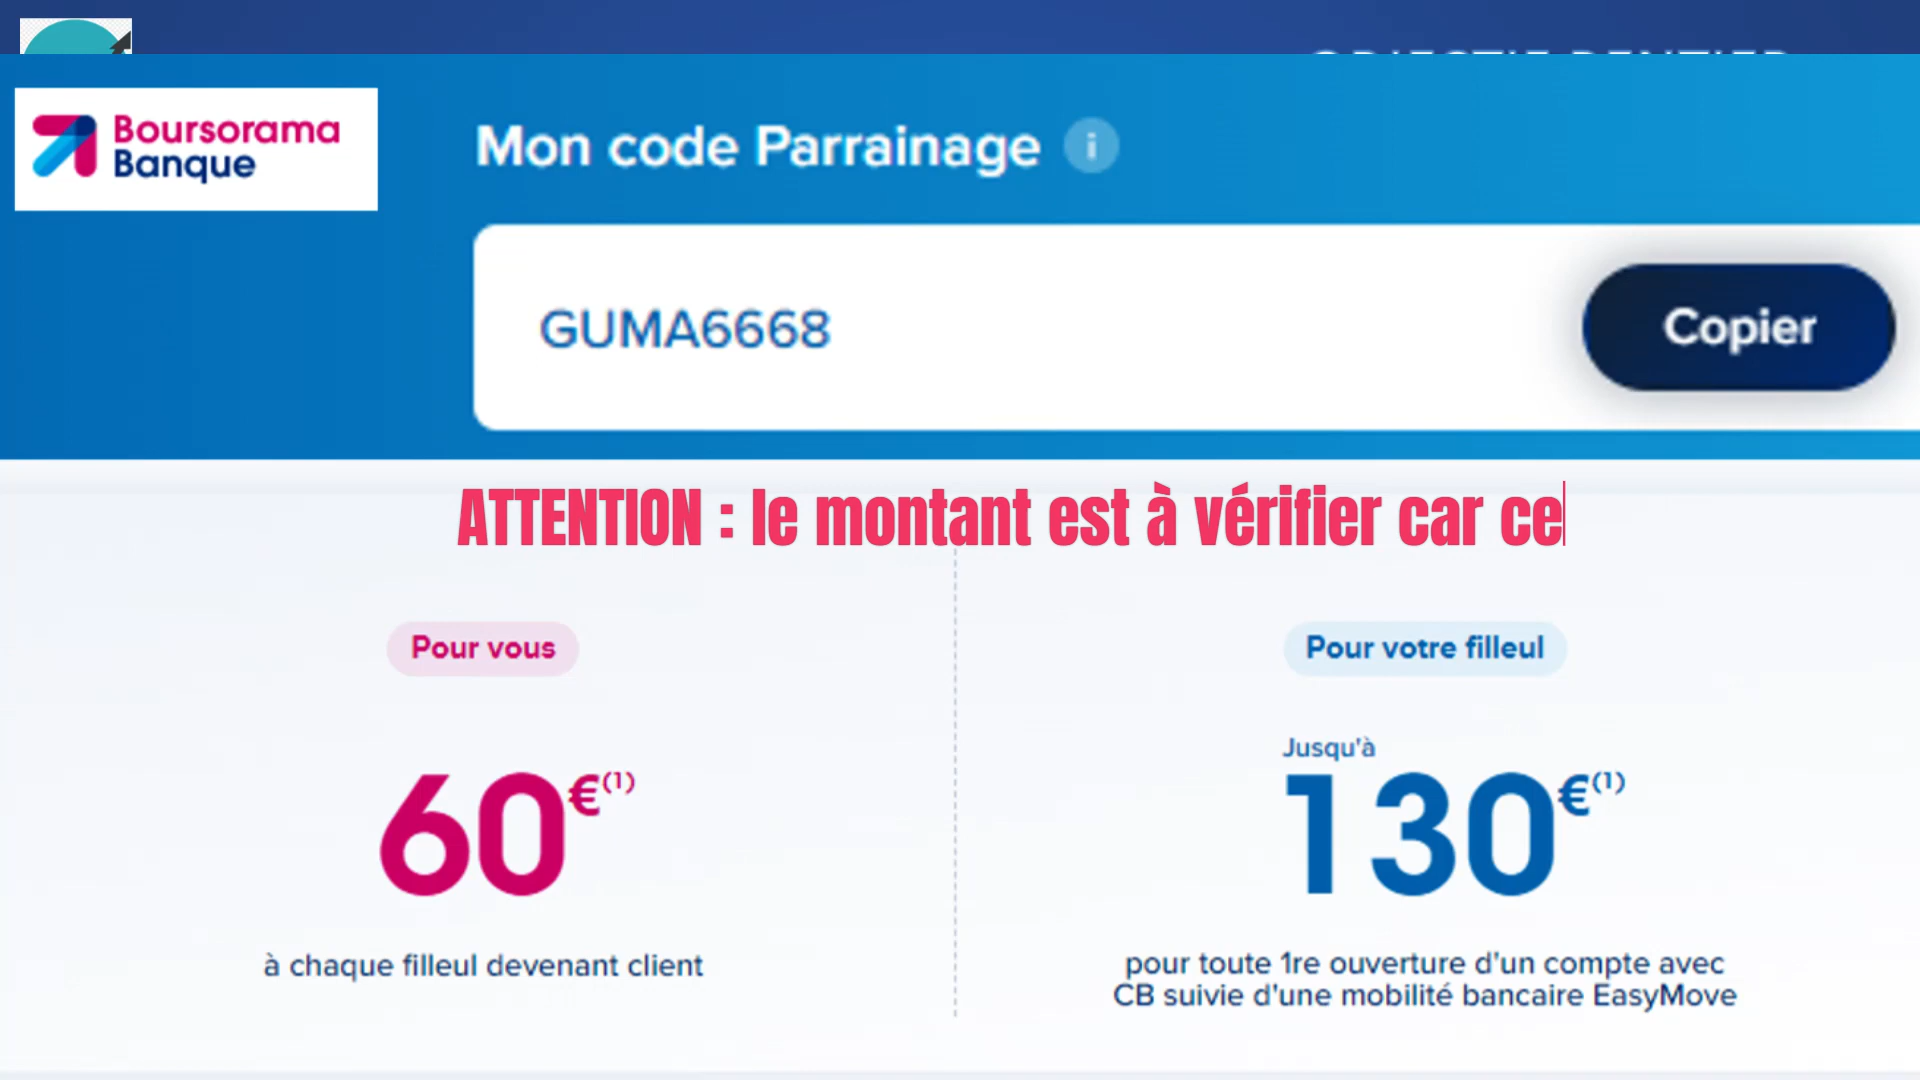 Boursorama
Banque
Mon code Parrainage i
GUMA6668
Copier
ATTENTION : le montant est à vérifier car ce
Pour vous
60€(1)
à chaque filleul devenant client
Pour votre filleul
Jusqu'à
130€(1)
pour toute 1re ouverture d'un compte avec
CB suivie d'une mobilité bancaire EasyMove